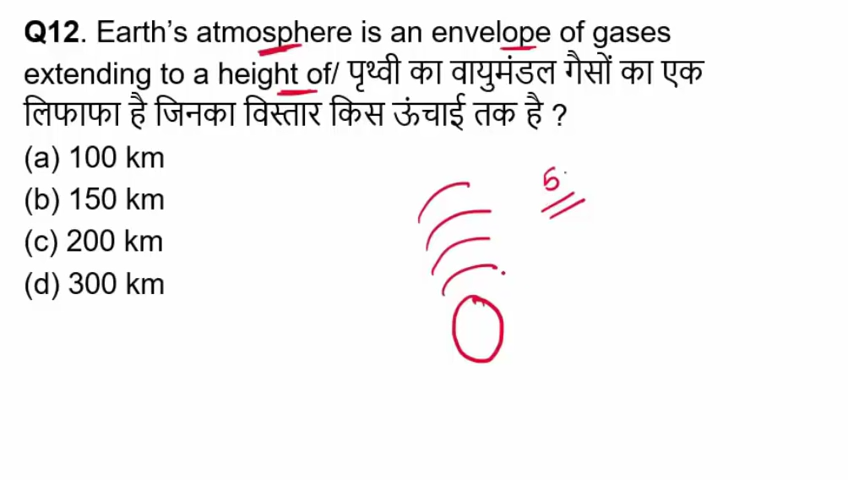 Q12. Earth's atmosphere is an envelope of gases
extending to a height of/ पृथ्वी का वायुमंडल गैसों का एक
लिफाफा है जिनका विस्तार किस ऊंचाई तक है ?
(a) 100 km
(b) 150 km
(c) 200 km
(d) 300 km
5